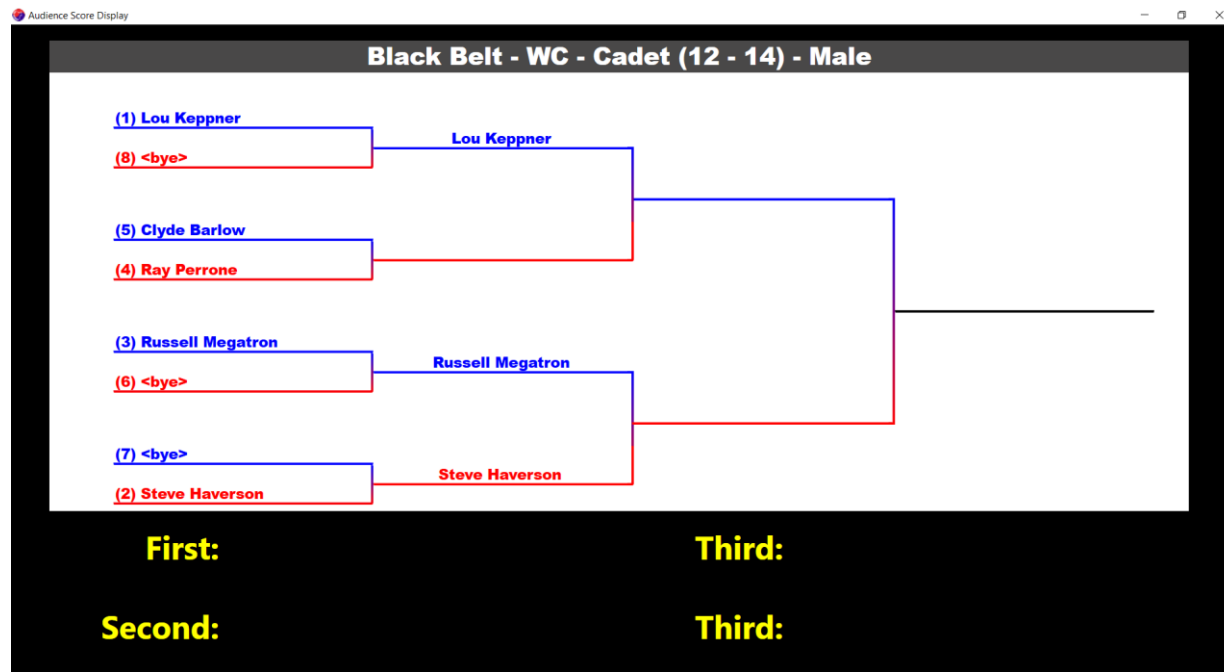 Audience Score Display
Black Belt - WC - Cadet (12 - 14) - Male
(1) Lou Keppner
Lou Keppner
(8) <bye>
(5) Clyde Barlow
(4) Ray Perrone
(3) Russell Megatron
Russell Megatron
(6) <bye>
(7) <bye>
Steve Haverson
(2) Steve Haverson
First:
Third:
Second:
Third: